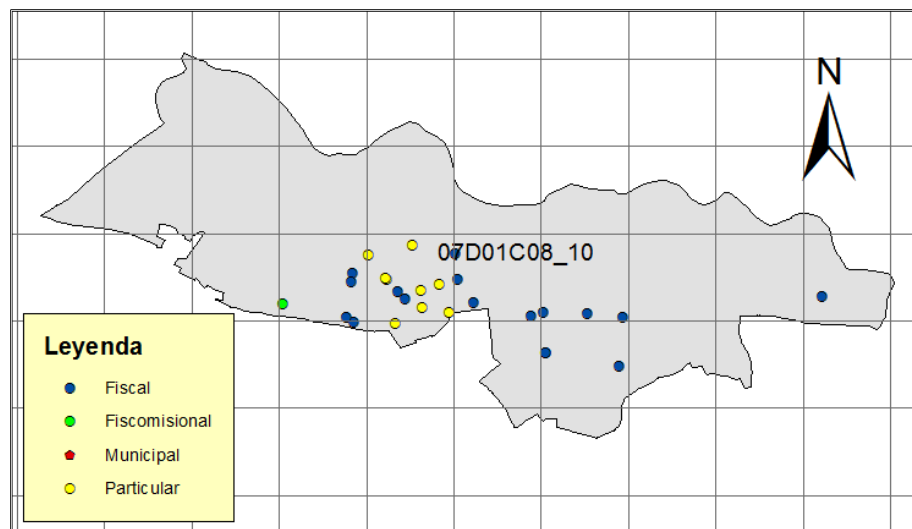 N
07D01C08_10
Leyenda
Fiscal
Fiscomisional
Municipal
Particular